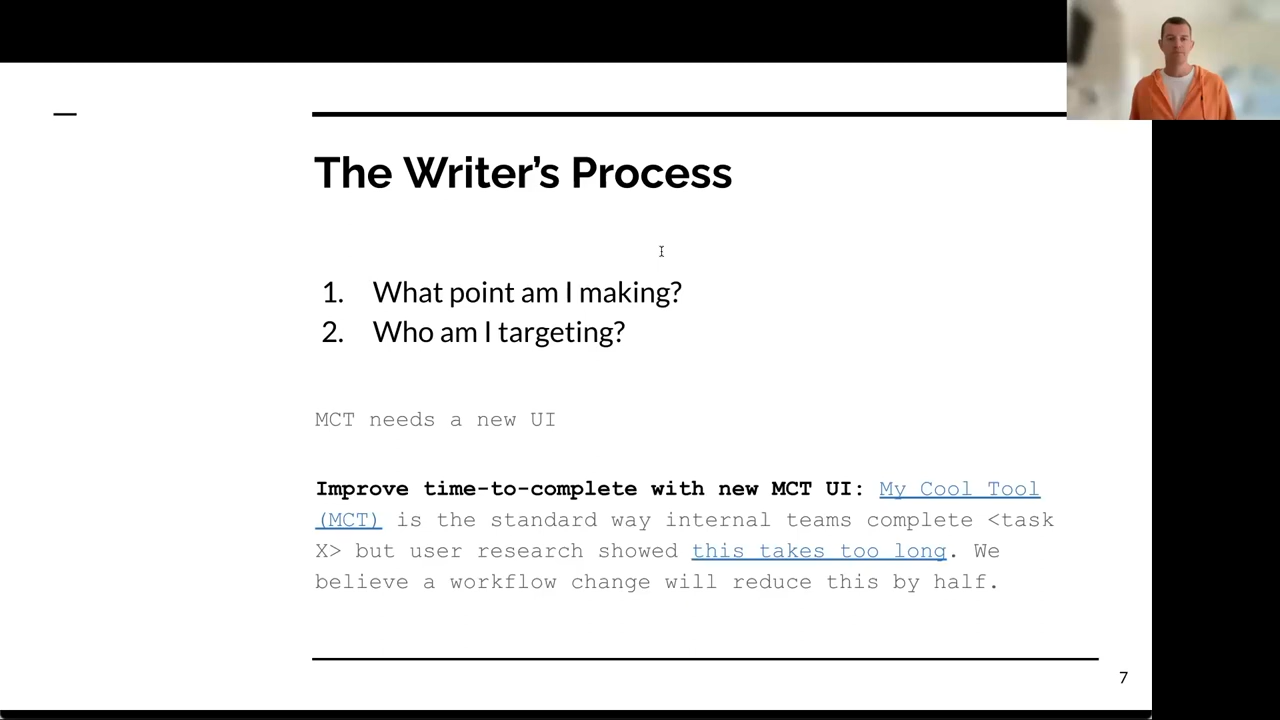 The Writer’s Process
1. What point am I making?
2. Who am I targeting?
MCT needs a new UI
Improve time-to-complete with new MCT UI: My Cool Tool
(MCT) is the standard way internal teams complete <task
X> but user research showed this takes too long. We
believe a workflow change will reduce this by half.
7